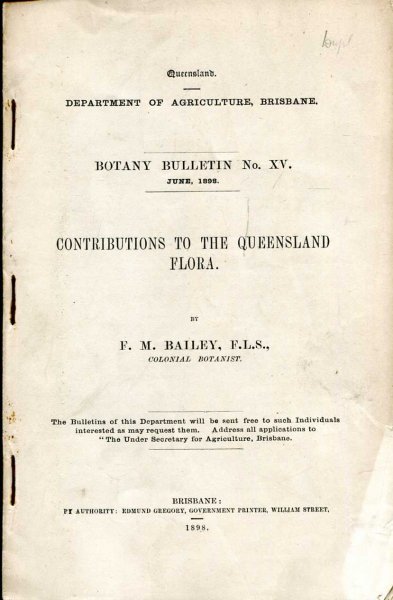 Queensland.
DEPARTMENT OF AGRICULTURE, BRISBANE.
BOTANY BULLETIN No. XV.
JUNE, 1898.
CONTRIBUTIONS TO THE QUEENSLAND
FLORA.
BY
F. M. BAILEY, F.L.S.,
COLONIAL BOTANIST.
The Bulletins of this Department will be sent free to such Individuals
interested as may request them. Address all applications to
"The Under Secretary for Agriculture, Brisbane.
BRISBANE:
BY AUTHORITY: EDMUND GREGORY, GOVERNMENT PRINTER, WILLIAM STREET,
1898.